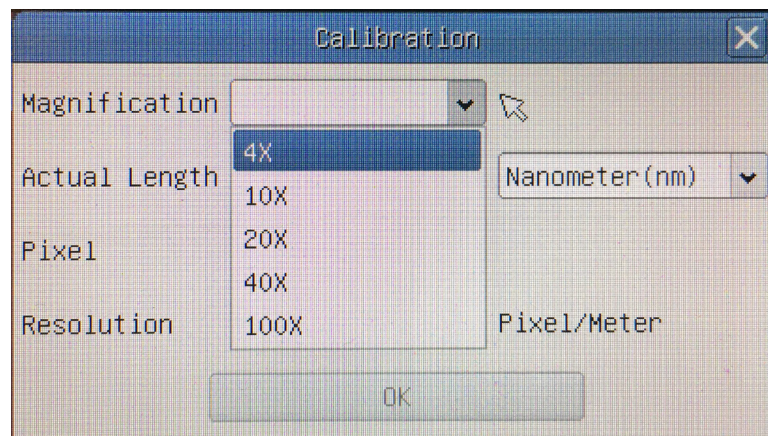 Calibration
Magnification
4X
Actual Length
Nanometer(nm)
10X
Pixel
20X
40X
Resolution
100X
Pixel/Meter
OK